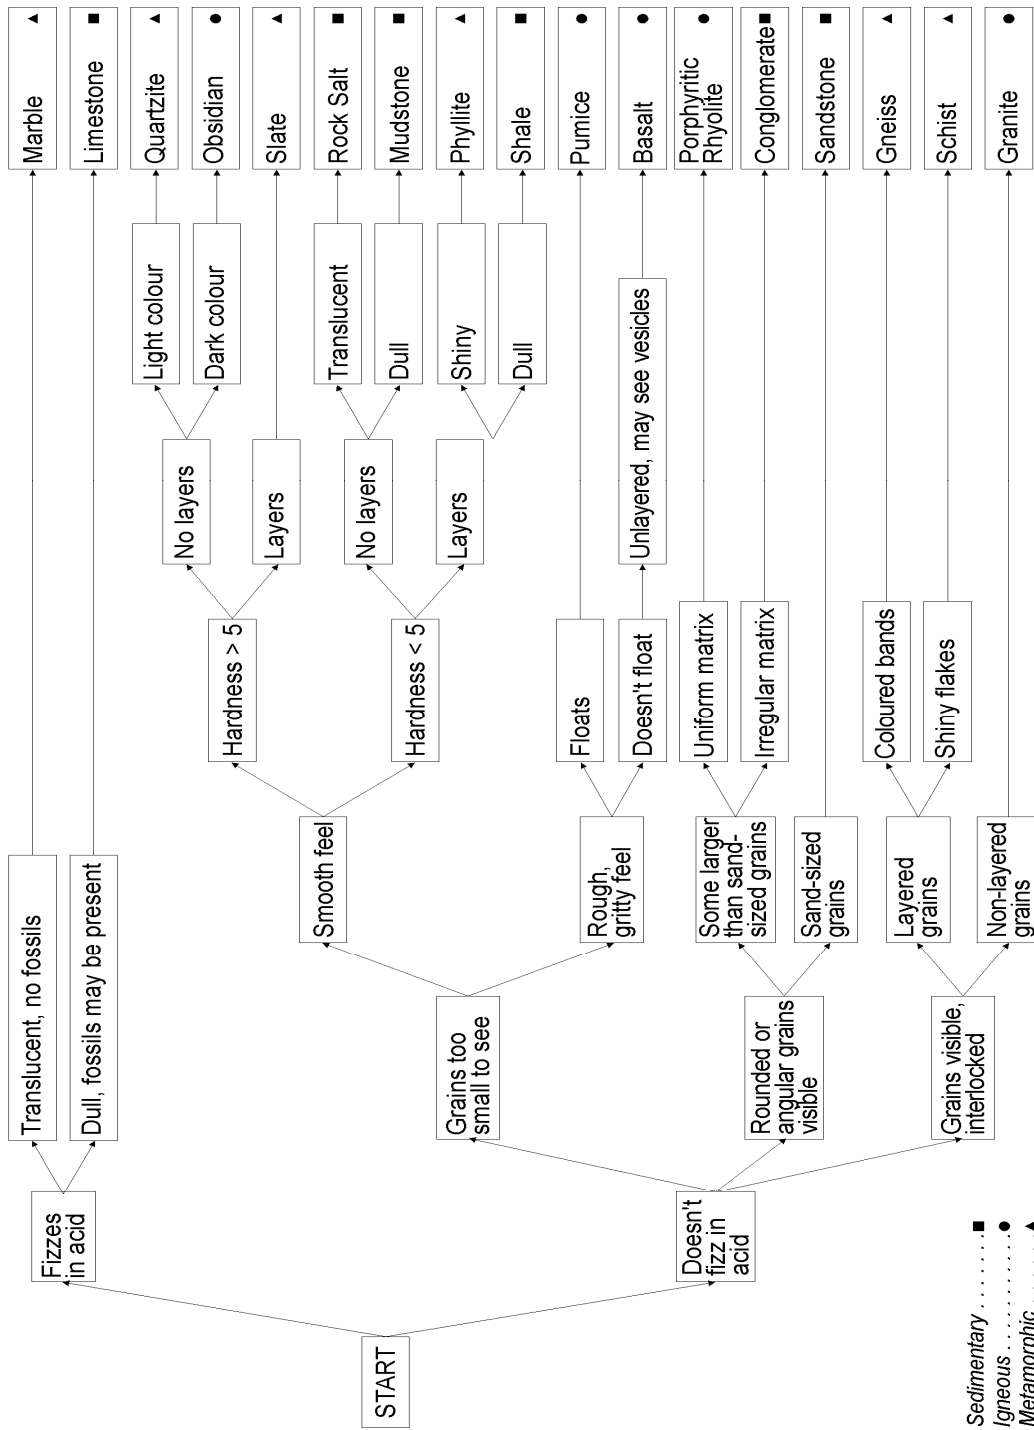 START
Fizzes
in acid
Doesn't
fizz in
acid
Translucent, no fossils
Dull, fossils may be present
Grains too
small to see
Rounded or
angular grains
visible
Grains visible,
interlocked
Smooth feel
Rough,
gritty feel
Some larger
than sand-
sized grains
Sand-sized
grains
Layered
grains
Non-layered
grains
Hardness > 5
Hardness < 5
Floats
Doesn't float
Uniform matrix
Irregular matrix
Coloured bands
Shiny flakes
No layers
Layers
No layers
Layers
Unlayered, may see vesicles
Light colour
Dark colour
Translucent
Dull
Shiny
Dull
Marble
Limestone
Quartzite
Obsidian
Slate
Rock Salt
Mudstone
Phyllite
Shale
Pumice
Basalt
Porphyritic
Rhyolite
Conglomerate
Sandstone
Gneiss
Schist
Granite
Sedimentary . . . . . . . .
Igneous . . . . . . . . . . .
Metamorphic . . . . . .